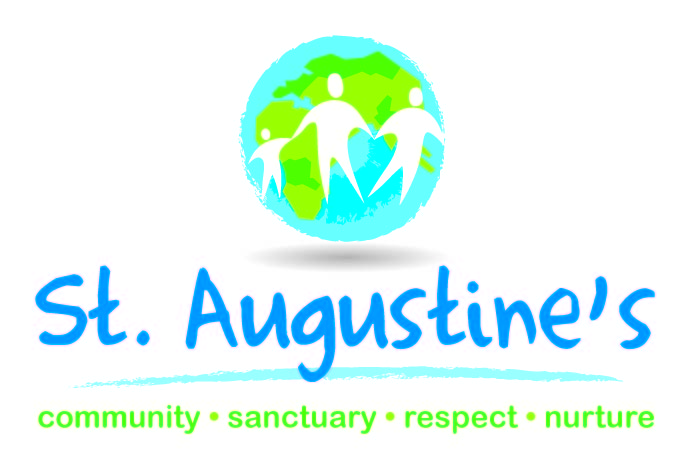 St. Augustine's
community • sanctuary • respect • nurture